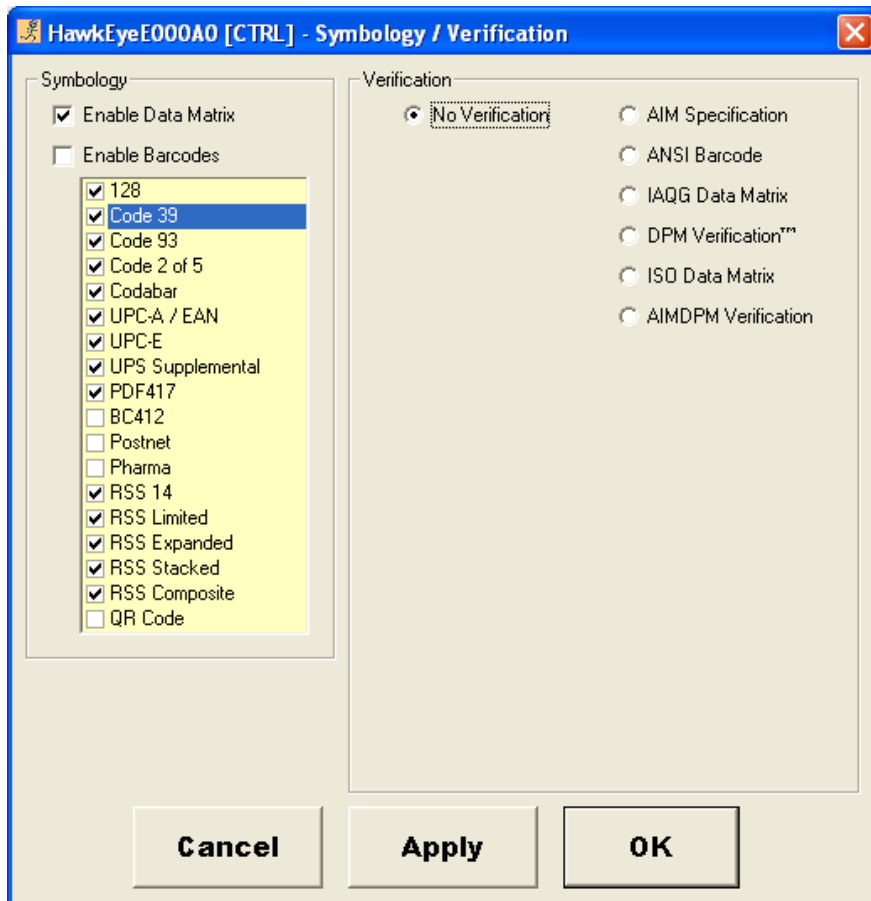 HawkEyeE000A0 [CTRL] - Symbology / Verification
Symbology
Enable Data Matrix
Enable Barcodes
128
Code 39
Code 93
Code 2 of 5
Codabar
UPC-A / EAN
UPC-E
UPS Supplemental
PDF417
BC412
Postnet
Pharma
RSS 14
RSS Limited
RSS Expanded
RSS Stacked
RSS Composite
QR Code
Verification
No Verification
AIM Specification
ANSI Barcode
IAQG Data Matrix
DPM Verification™
ISO Data Matrix
AIMDPM Verification
Cancel
Apply
OK